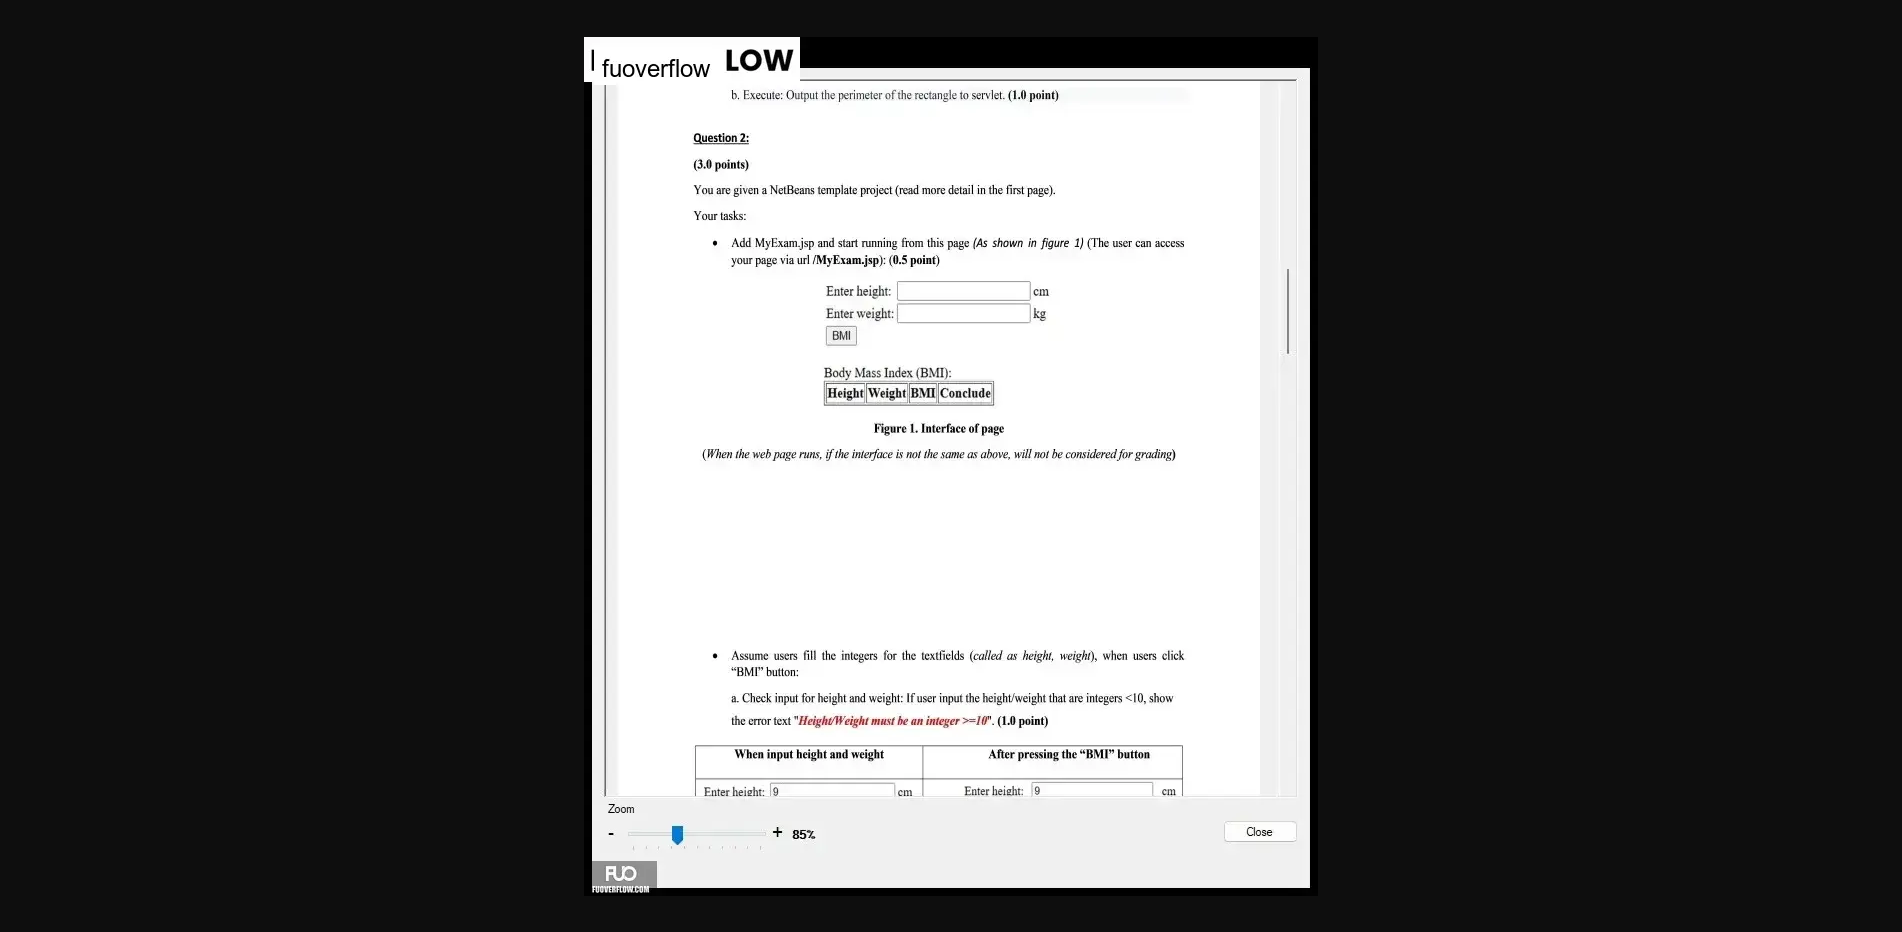 fuoverflow LOW
b. Execute: Output the perimeter of the rectangle to servlet. (1.0 point)
Question 2:
(3.0 points)
You are given a NetBeans template project (read more detail in the first page).
Your tasks:
• Add MyExam.jsp and start running from this page (As shown in figure 1) (The user can access
your page via url /MyExam.jsp): (0.5 point)
Enter height: cm
Enter weight: kg
BMI
Body Mass Index (BMI):
Height Weight BMI Conclude
Figure 1. Interface of page
(When the web page runs, if the interface is not the same as above, will not be considered for grading)
• Assume users fill the integers for the textfields (called as height, weight), when users click
“BMI” button:
a. Check input for height and weight: If user input the height/weight that are integers <10, show
the error text "Height/Weight must be an integer >=10". (1.0 point)
When input height and weight After pressing the “BMI” button
Enter height: 9 cm Enter height: 9 cm
Zoom
- + 85%
Close
FUO
FUOVERFLOW.COM